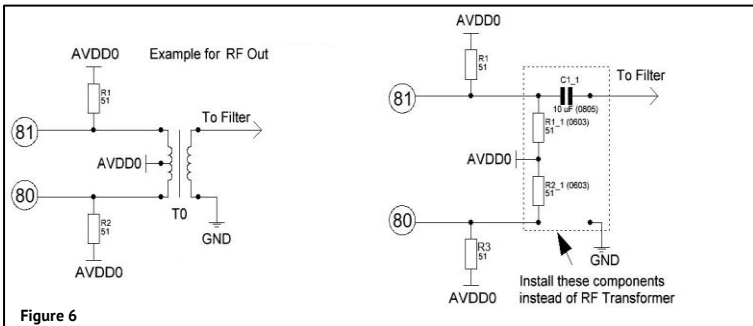 AVDD0
Example for RF Out
R1
51
81
To Filter
AVDD0
80
T0
R2
51
GND
AVDD0
Figure 6
AVDD0
R1
51
C1_1
To Filter
81
10 uF (0805)
R1_1 (0603)
51
AVDD0
R2_1 (0603)
51
80
R3
51
GND
AVDD0
Install these components
instead of RF Transformer